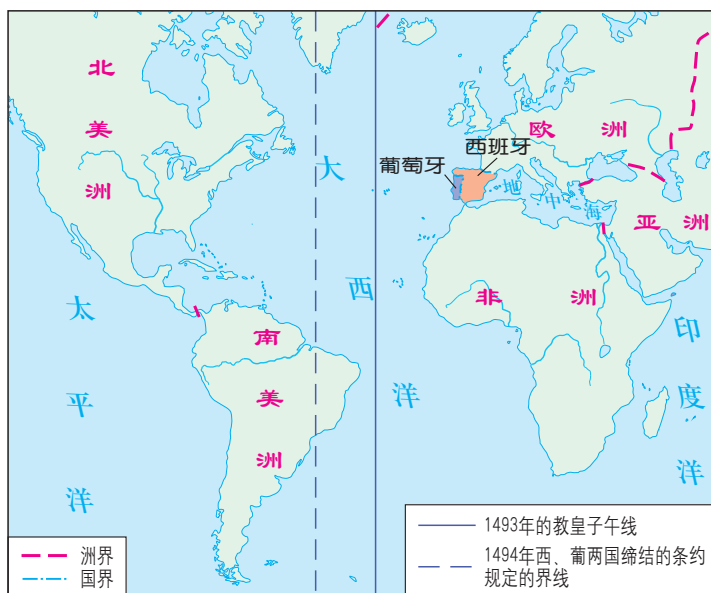 北美洲
大西洋
太平洋
南美洲
欧洲
西班牙
葡萄牙
地中海
亚洲
非洲
印度洋
洲界
国界
1493年的教皇子午线
1494年西、葡两国缔结的条约
规定的界线